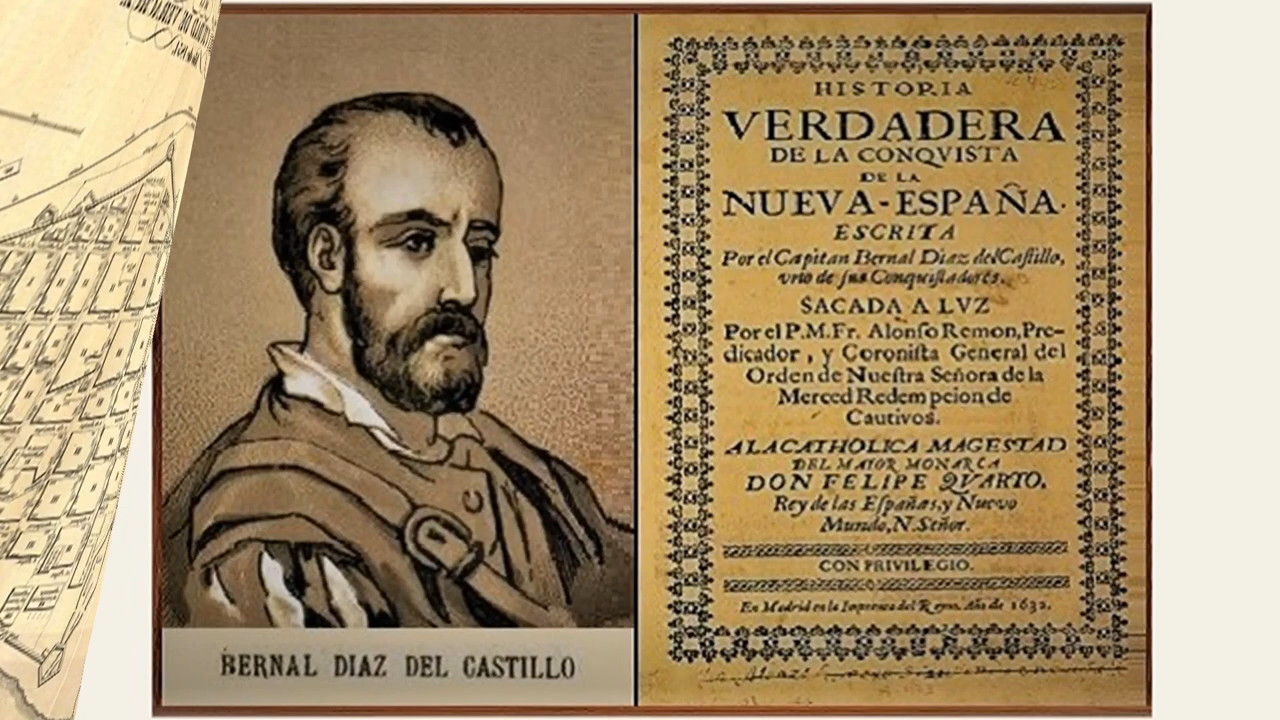 BERNAL DIAZ DEL CASTILLO
HISTORIA
VERDADERA
DE LA CONQVISTA
DE LA
NUEVA-ESPAÑA.
ESCRITA
Por el Capitan Bernal Diaz del Castillo,
vno de sus Conquistadores.
SACADA A LVZ
Por el P.M.Fr. Alonso Remon, Pre-
dicador, y Coronista General del
Orden de Nuestra Señora de la
Merced Redempcion de
Cautivos.
A LA CATHOLICA MAGESTAD
DEL MAIOR MONARCA
DON FELIPE QVARTO,
Rey de las Españas, y Nuevo
Mundo, N. Señor.
CON PRIVILEGIO.
En Madrid en la Imprenta del Reyno. Año de 1632.